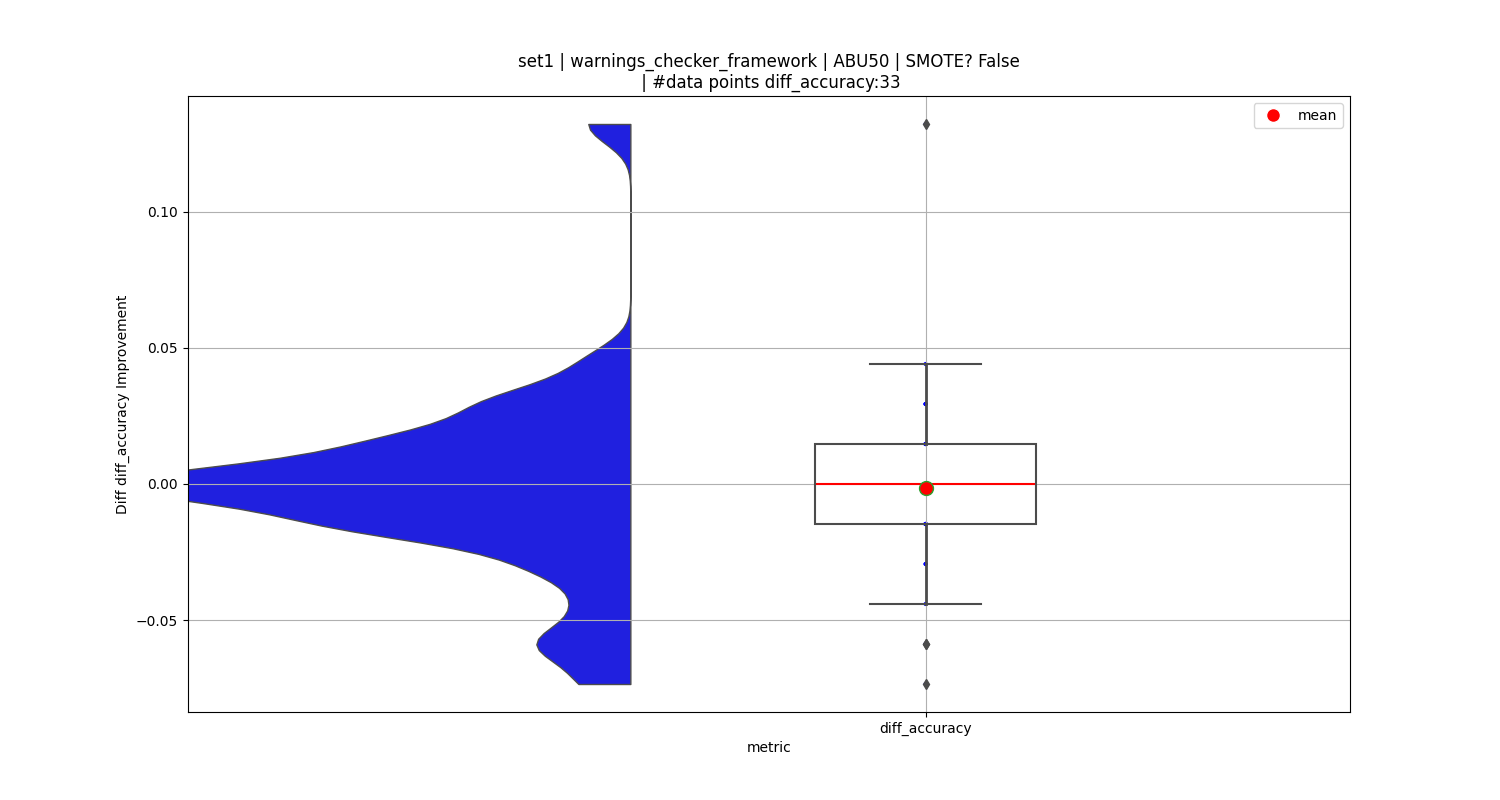 set1 | warnings_checker_framework | ABU50 | SMOTE? False
| #data points diff_accuracy:33
mean
0.10
0.05
0.00
−0.05
Diff diff_accuracy Improvement
diff_accuracy
metric